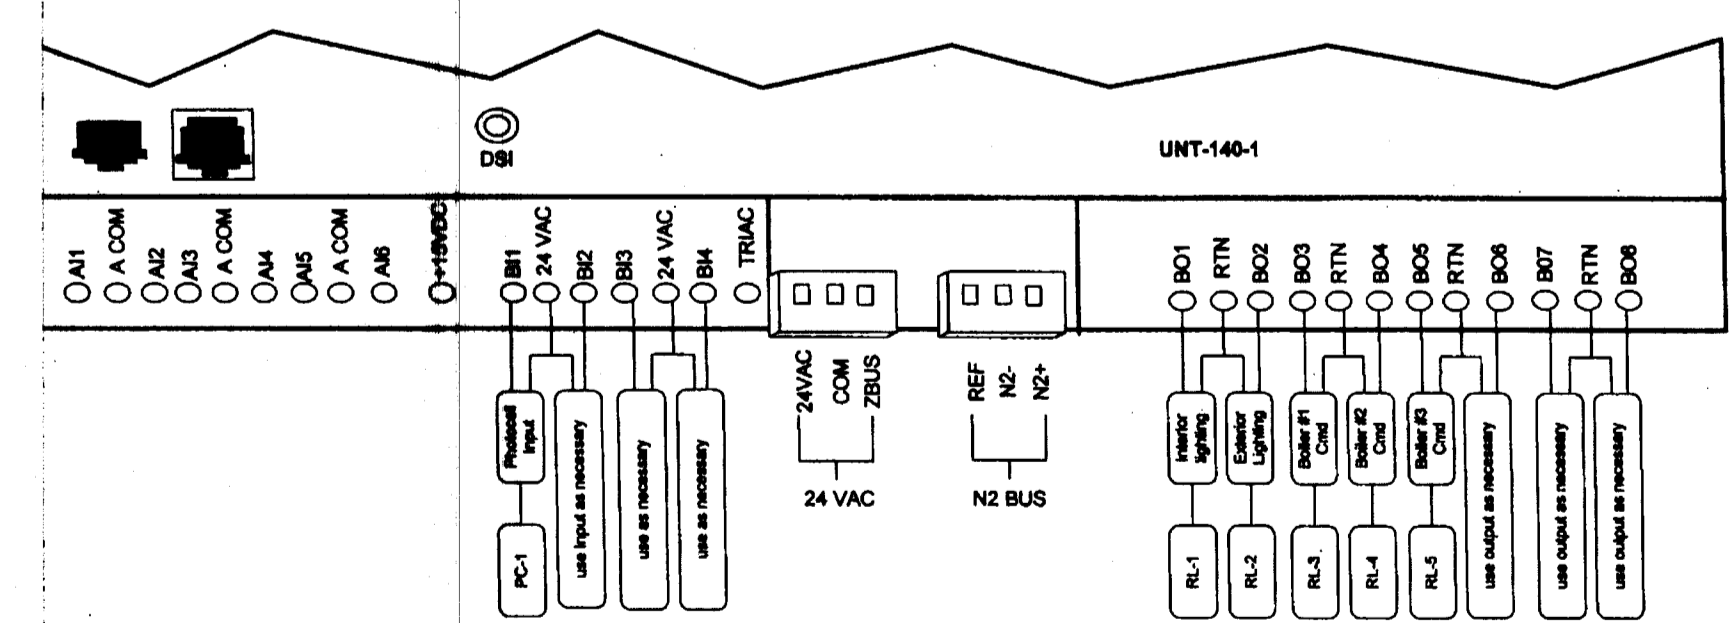 DSI
UNT-140-1
AI1
A COM
AI2
AI3
A COM
AI4
AI5
A COM
AI6
+15VDC
BI1
24 VAC
BI2
BI3
24 VAC
BI4
TRIAC
BO1
RTN
BO2
BO3
RTN
BO4
BO5
RTN
BO6
B07
RTN
BO8
24VAC
COM
ZBUS
REF
N2-
N2+
24 VAC
N2 BUS
Photocell
Input
PC-1
use Input as necessary
use as necessary
use as necessary
Interior
lighting
RL-1
Exterior
Lighting
RL-2
Boiler #1
Cmd
RL-3
Boiler #2
Cmd
RL-4
Boiler #3
Cmd
RL-5
use output as necessary
use output as necessary
use output as necessary